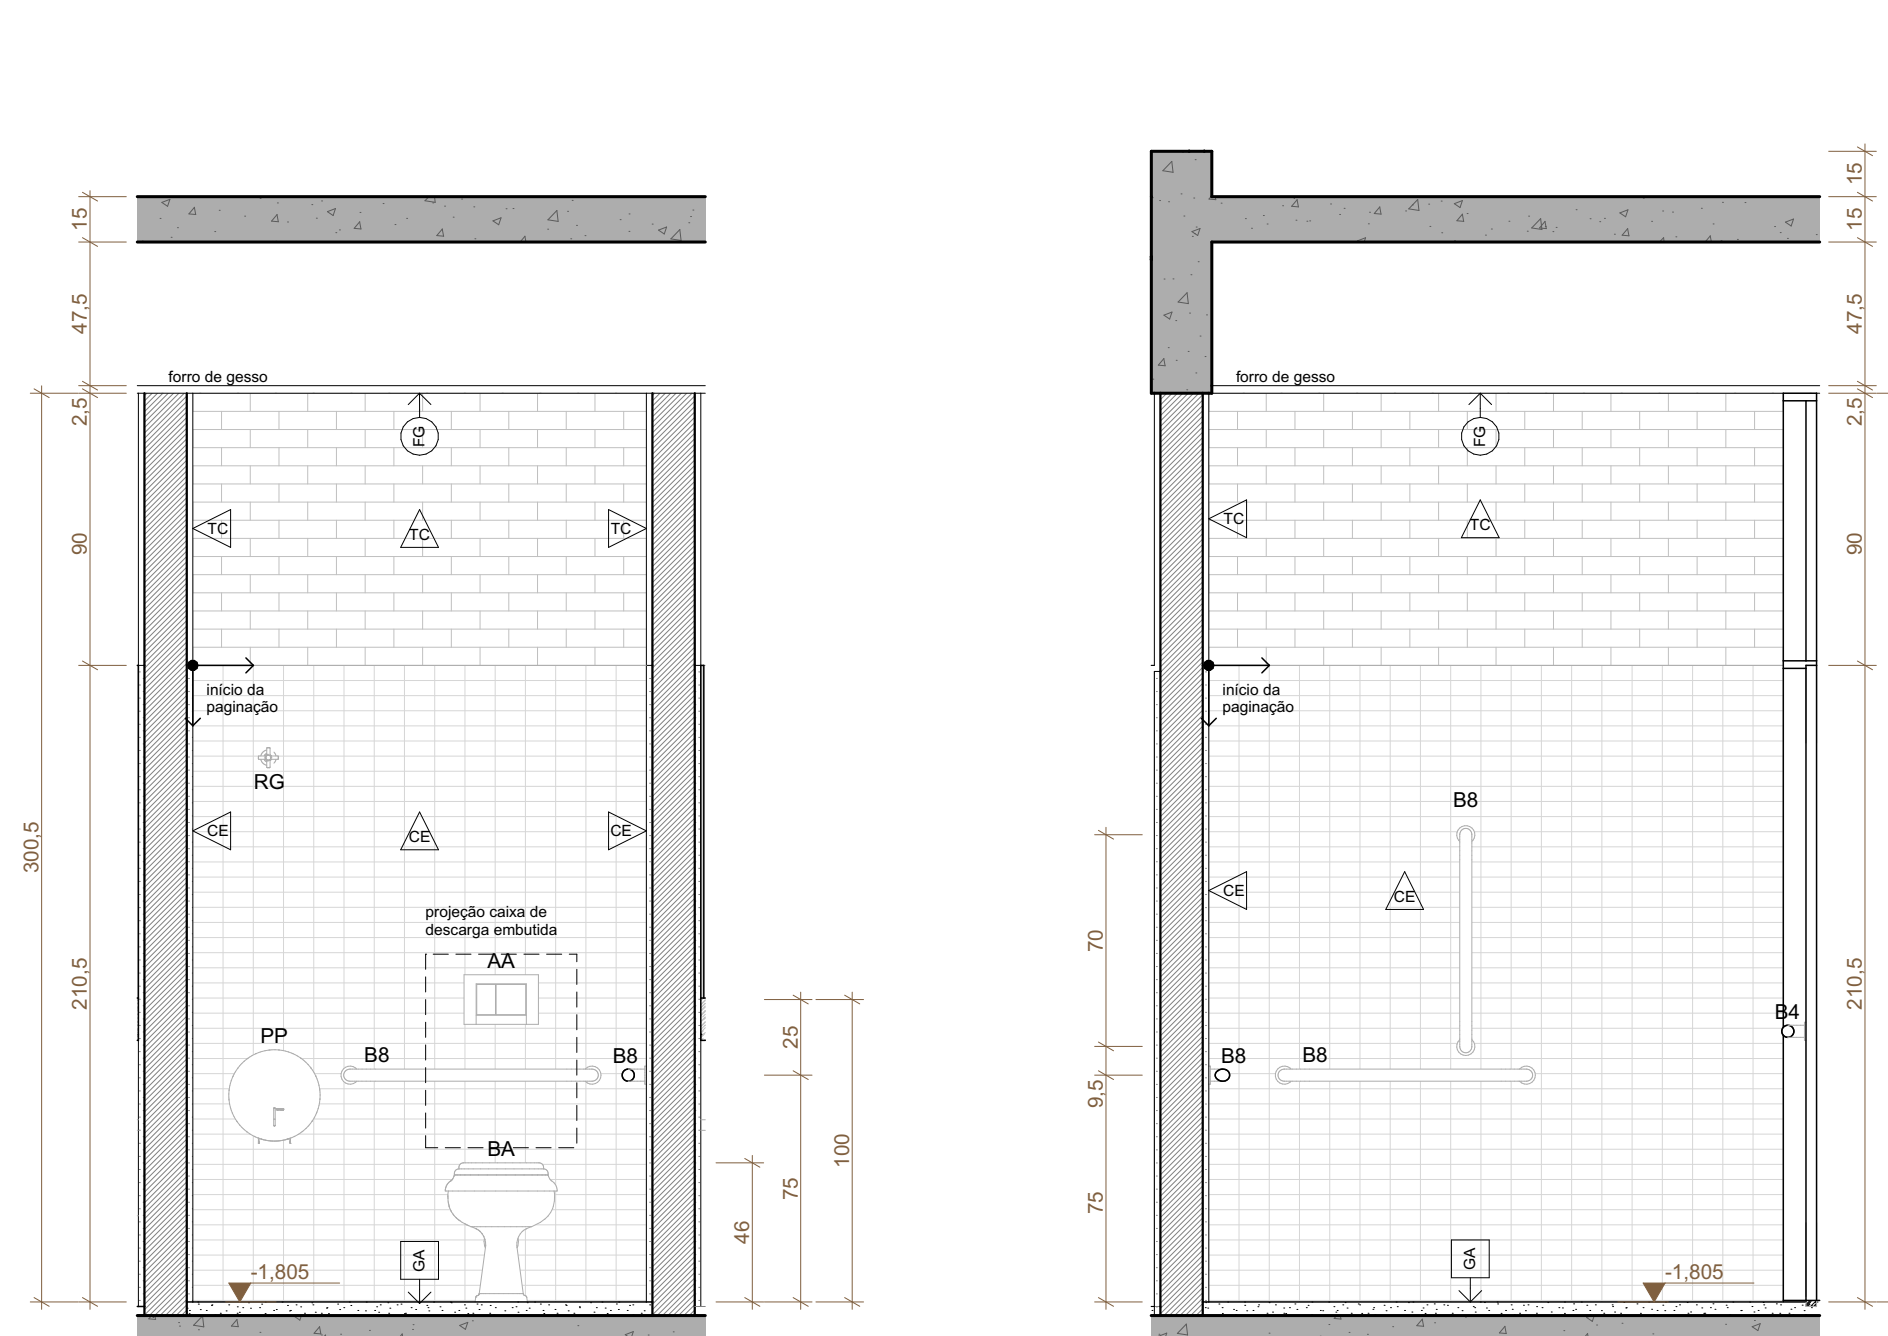 15
47,5
2,5
90
300,5
210,5
forro de gesso
FG
TC
TC
TC
início da
paginação
RG
CE
CE
CE
projeção caixa de
descarga embutida
AA
PP
B8
B8
BA
GA
-1,805
25
75
100
46
15
15
47,5
2,5
90
210,5
forro de gesso
FG
TC
TC
início da
paginação
B8
CE
CE
B4
B8
B8
70
9,5
75
GA
-1,805